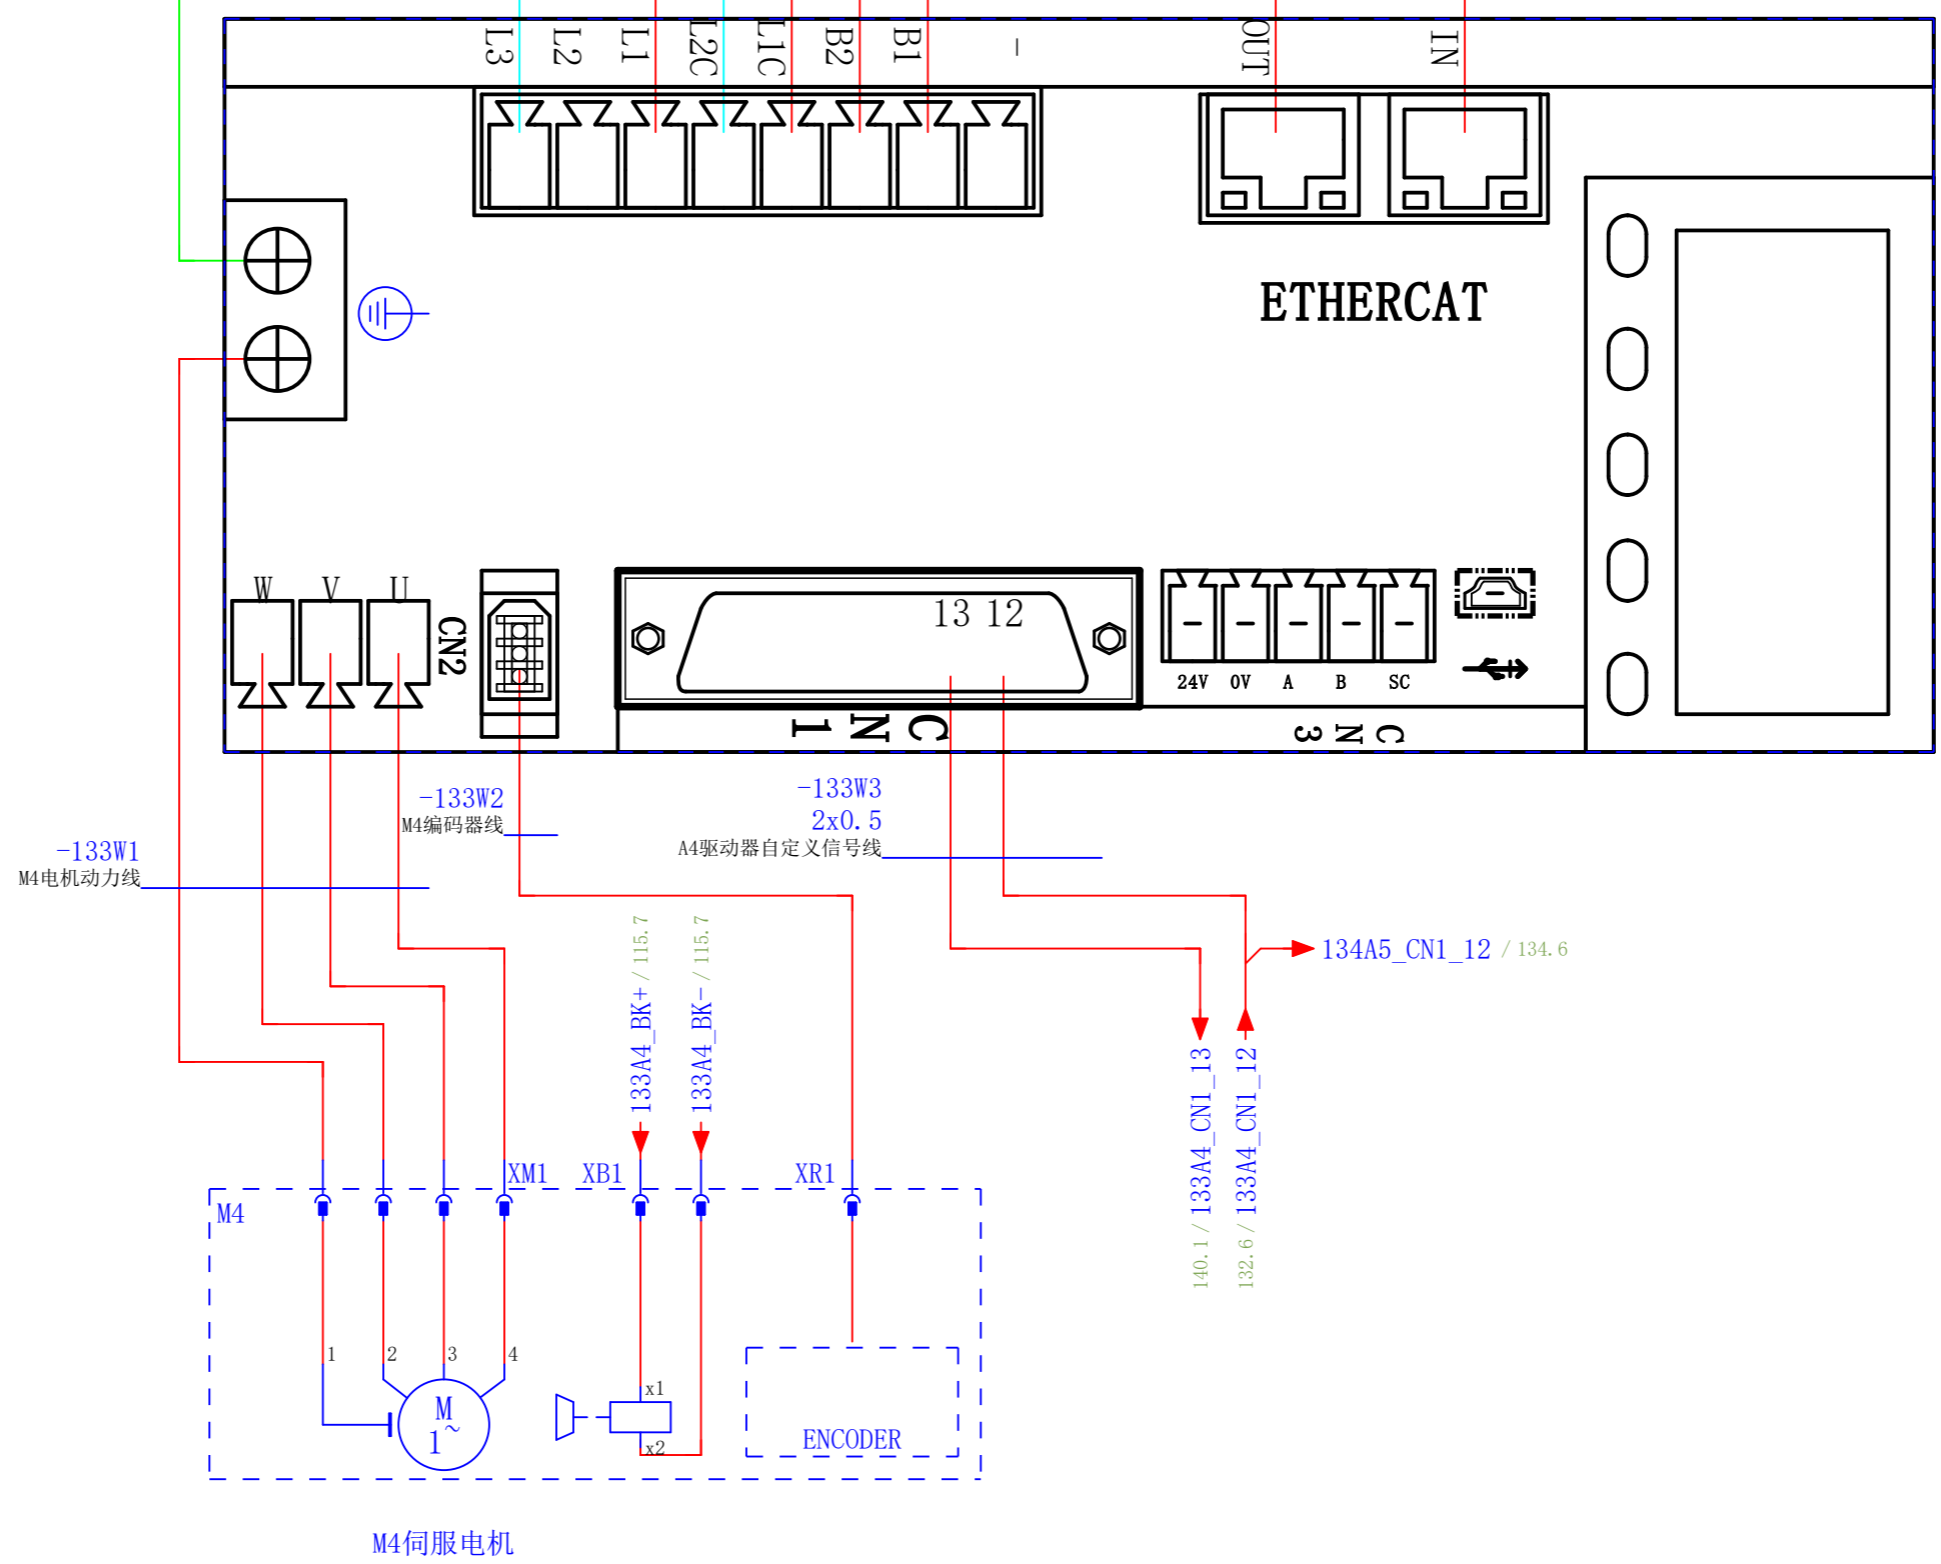 L3
L2
L1
L2C
L1C
B2
B1
-
OUT
IN
ETHERCAT
W
V
U
CN2
13 12
24V
0V
A
B
SC
CN1
CN3
-133W2
M4编码器线
-133W3
2x0.5
A4驱动器自定义信号线
-133W1
M4电机动力线
133A4_BK+ / 115.7
133A4_BK- / 115.7
134A5_CN1_12 / 134.6
140.1 / 133A4_CN1_13
132.6 / 133A4_CN1_12
XM1
XB1
XR1
M4
1
2
3
4
M
1~
x1
x2
ENCODER
M4伺服电机